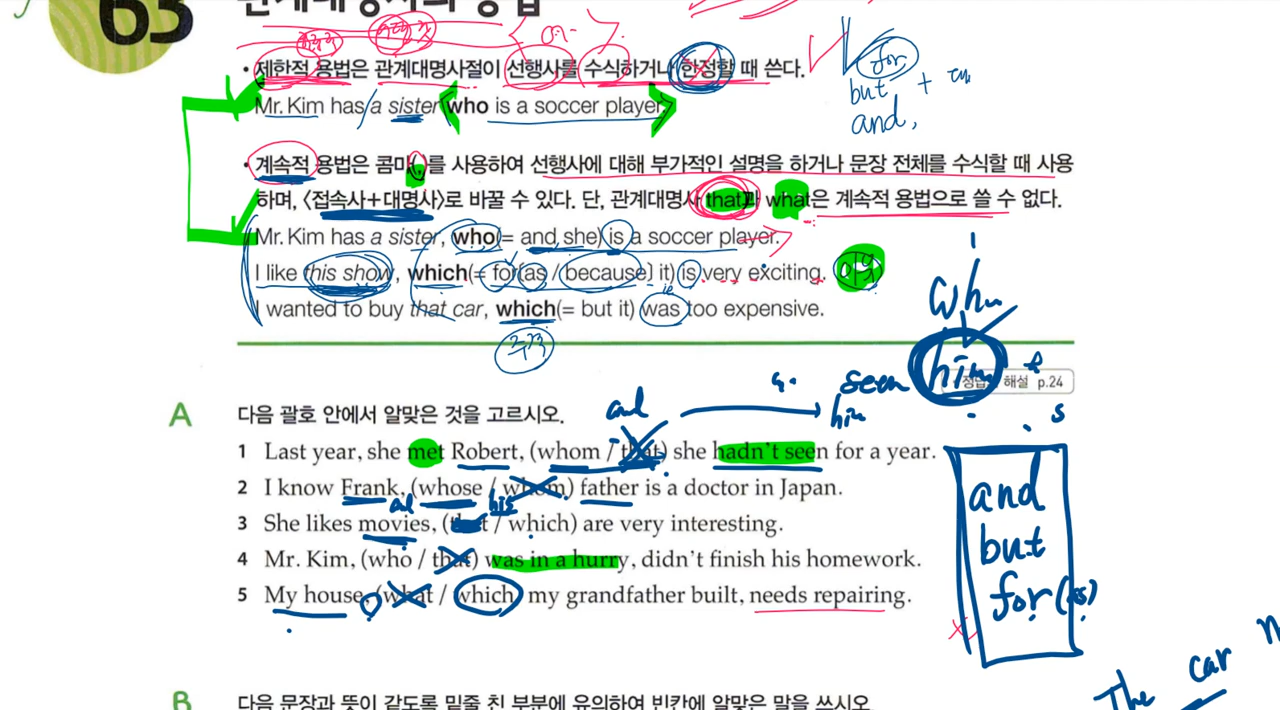 63 관계대명사의 용법
for,
but
and,
• 제한적 용법은 관계대명사절이 선행사를 수식하거나 한정할 때 쓴다.
Mr. Kim has a sister who is a soccer player.
• 계속적 용법은 콤마(,)를 사용하여 선행사에 대해 부가적인 설명을 하거나 문장 전체를 수식할 때 사용
하며, <접속사+대명사>로 바꿀 수 있다. 단, 관계대명사 that과 what은 계속적 용법으로 쓸 수 없다.
Mr. Kim has a sister, who(= and she) is a soccer player.
I like this show, which(= for(as / because) it) is very exciting.
I wanted to buy that car, which(= but it) was too expensive.
주격
who
him
seen
him
해설 p.24
and
A 다음 괄호 안에서 알맞은 것을 고르시오.
1 Last year, she met Robert, (whom / that) she hadn't seen for a year.
2 I know Frank, (whose / whom) father is a doctor in Japan.
his
3 She likes movies, (that / which) are very interesting.
4 Mr. Kim, (who / that) was in a hurry, didn't finish his homework.
5 My house, (what / which) my grandfather built, needs repairing.
and
but
for(as)
The car
B 다음 문장과 뜻이 같도록 밑줄 친 부분에 유의하여 빈칸에 알맞은 말을 쓰시오.